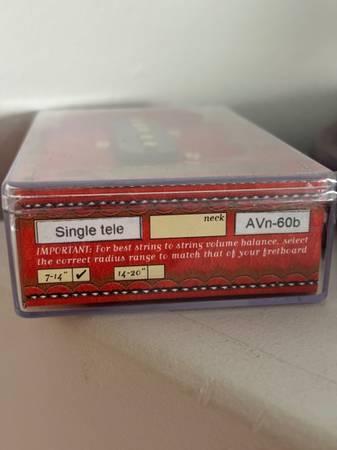 Single tele
neck
AVn-60b
IMPORTANT: For best string to string volume balance, select
the correct radius range to match that of your fretboard
7-14" ✓
14-20"